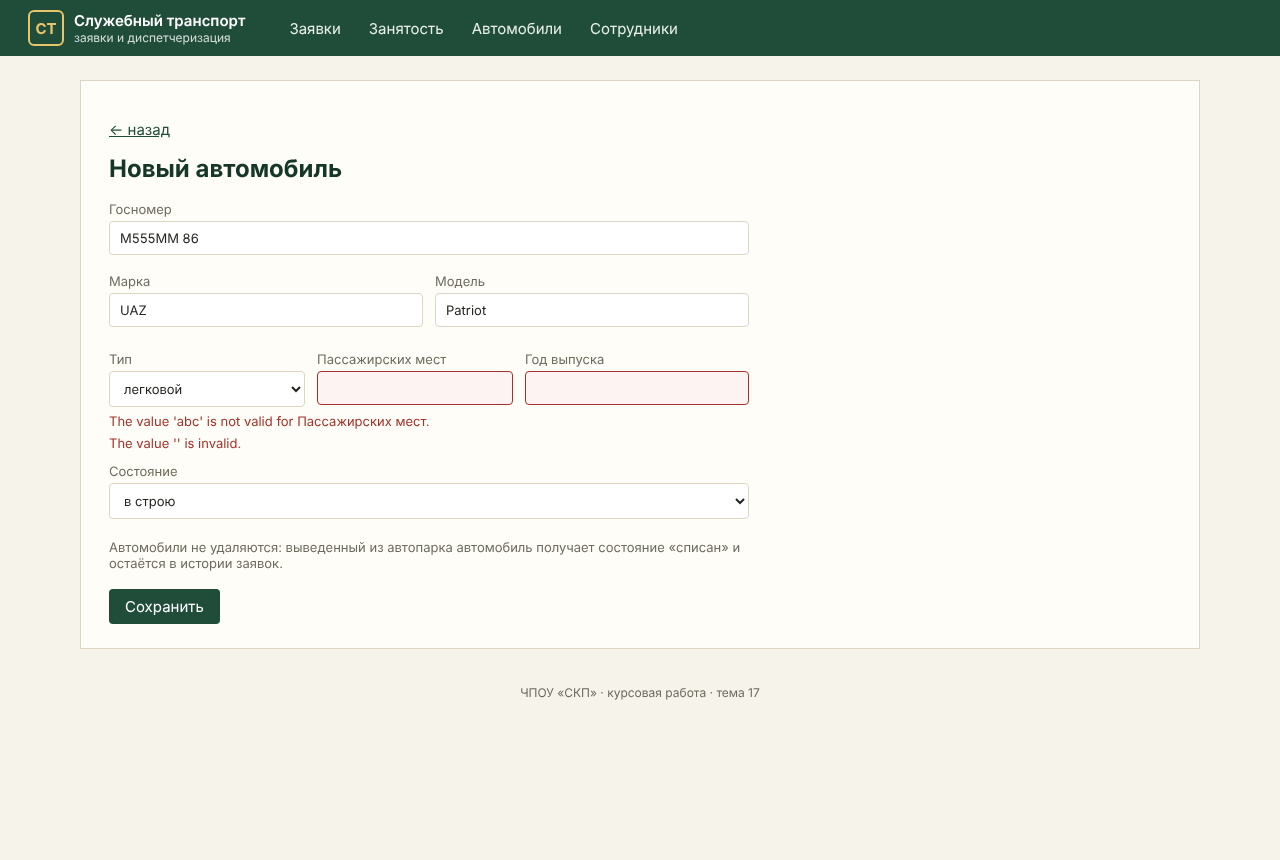 СТ
Служебный транспорт
заявки и диспетчеризация
Заявки Занятость Автомобили Сотрудники
← назад
Новый автомобиль
Госномер
М555ММ 86
Марка Модель
UAZ Patriot
Тип Пассажирских мест Год выпуска
легковой
The value 'abc' is not valid for Пассажирских мест.
The value '' is invalid.
Состояние
в строю
Автомобили не удаляются: выведенный из автопарка автомобиль получает состояние «списан» и
остаётся в истории заявок.
Сохранить
ЧПОУ «СКП» · курсовая работа · тема 17